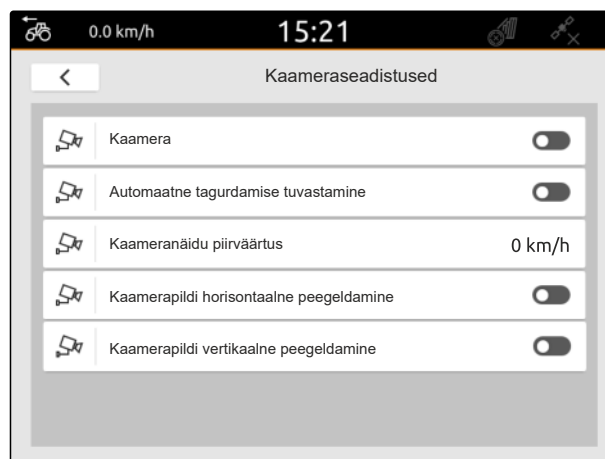 0.0 km/h
15:21
Kaameraseadistused
Kaamera
Automaatne tagurdamise tuvastamine
Kaameranäidu piirväärtus 0 km/h
Kaamerapildi horisontaalne peegeldamine
Kaamerapildi vertikaalne peegeldamine